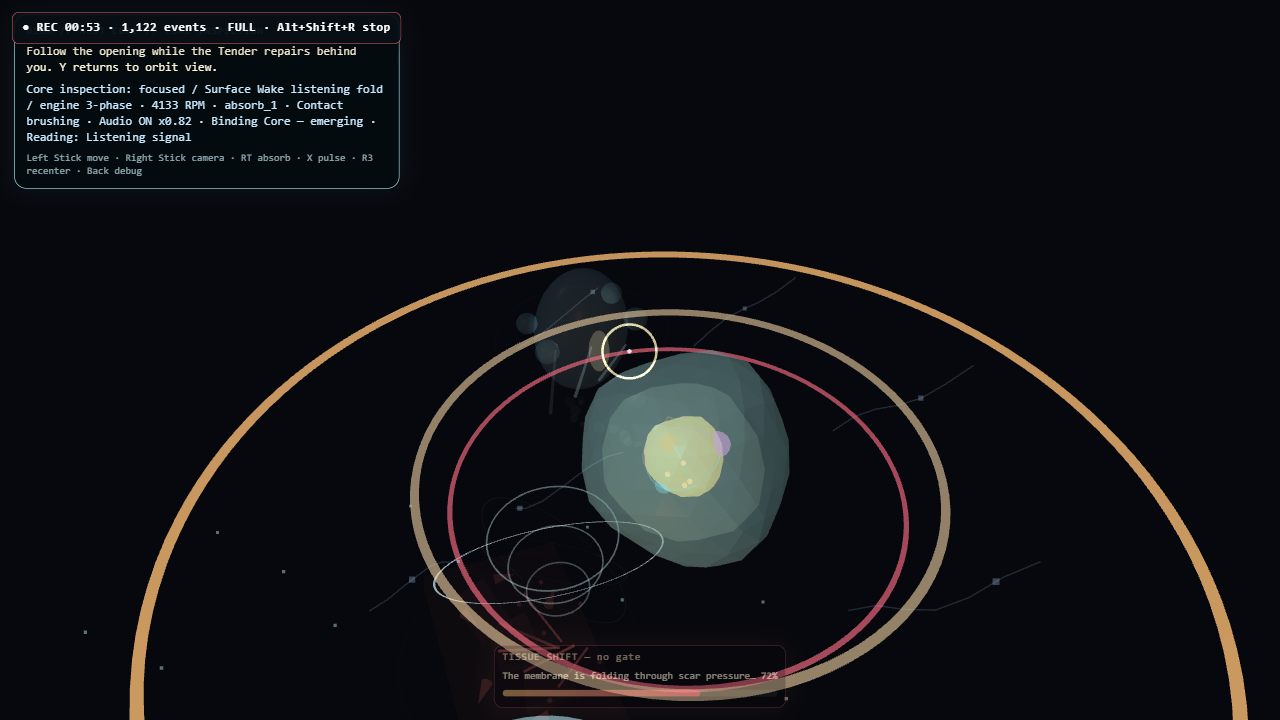 ● REC 00:53 · 1,122 events · FULL · Alt+Shift+R stop
Follow the opening while the Tender repairs behind
you. Y returns to orbit view.
Core inspection: focused / Surface Wake listening fold
/ engine 3-phase · 4133 RPM · absorb_1 · Contact
brushing · Audio ON x0.82 · Binding Core — emerging ·
Reading: Listening signal
Left Stick move · Right Stick camera · RT absorb · X pulse · R3
recenter · Back debug
TISSUE SHIFT — no gate
The membrane is folding through scar pressure. 72%